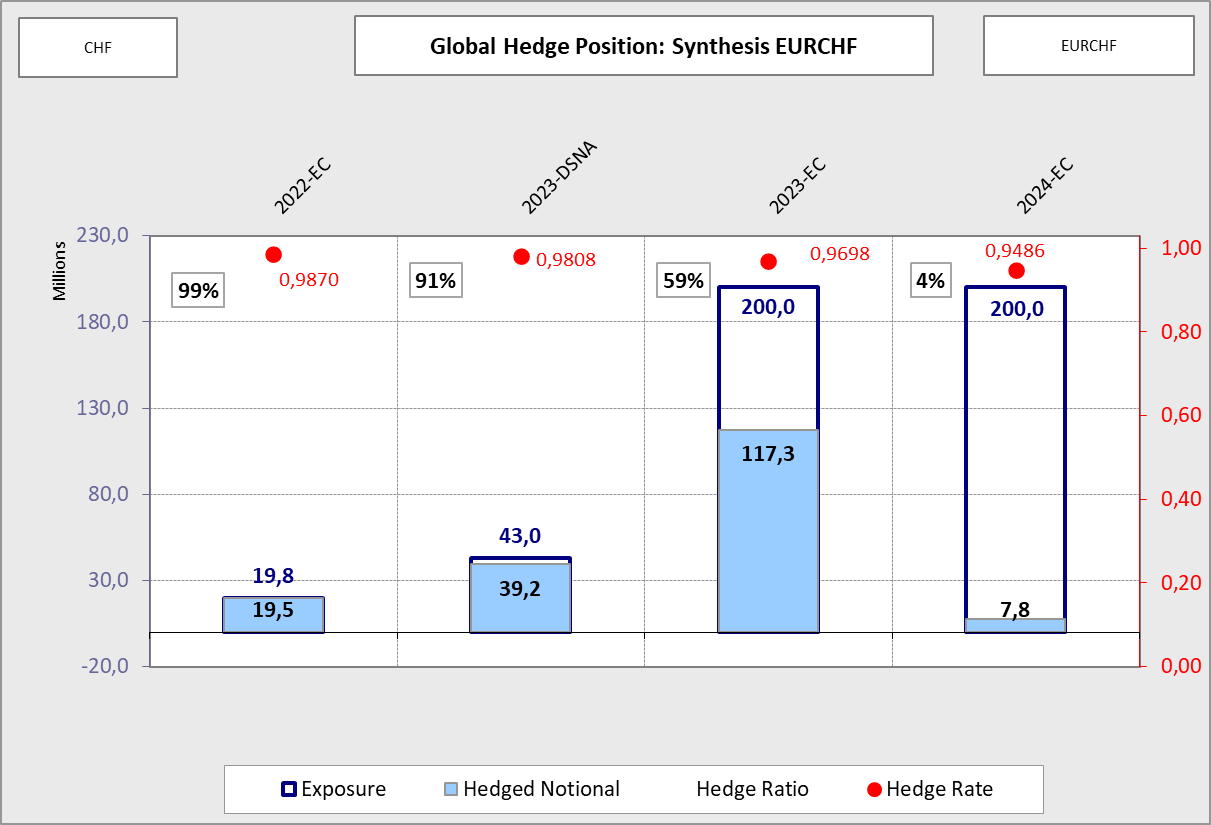 CHF
Global Hedge Position: Synthesis EURCHF
EURCHF
2022-EC
2023-DSNA
2023-EC
2024-EC
Millions
230,0
180,0
130,0
80,0
30,0
-20,0
1,00
0,80
0,60
0,40
0,20
0,00
99%
0,9870
91%
0,9808
59%
0,9698
4%
0,9486
19,8
19,5
43,0
39,2
200,0
117,3
200,0
7,8
Exposure
Hedged Notional
Hedge Ratio
Hedge Rate